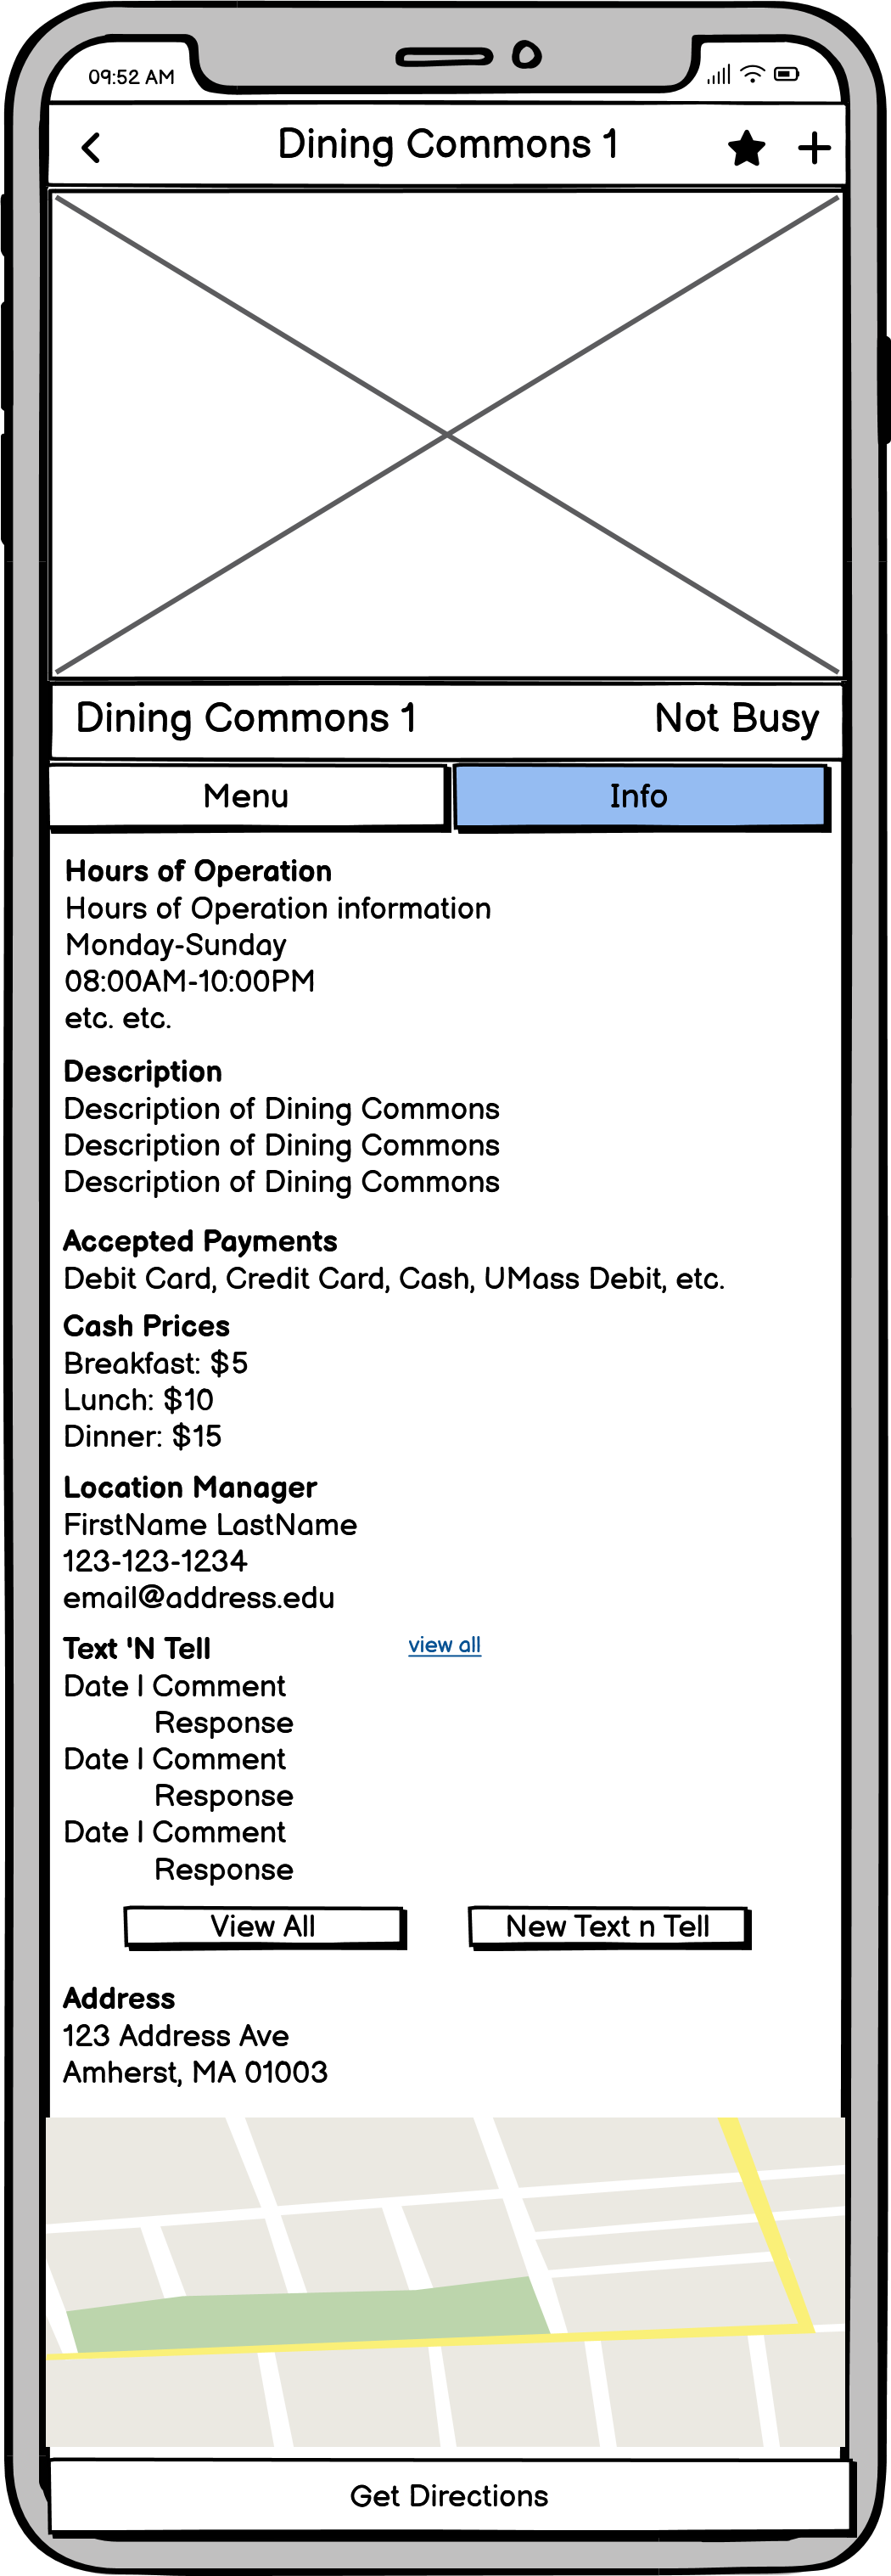 09:52 AM
Dining Commons 1
Dining Commons 1 Not Busy
Menu Info
Hours of Operation
Hours of Operation information
Monday-Sunday
08:00AM-10:00PM
etc. etc.
Description
Description of Dining Commons
Description of Dining Commons
Description of Dining Commons
Accepted Payments
Debit Card, Credit Card, Cash, UMass Debit, etc.
Cash Prices
Breakfast: $5
Lunch: $10
Dinner: $15
Location Manager
FirstName LastName
123-123-1234
email@address.edu
Text 'N Tell view all
Date | Comment
Response
Date | Comment
Response
Date | Comment
Response
View All New Text n Tell
Address
123 Address Ave
Amherst, MA 01003
Get Directions